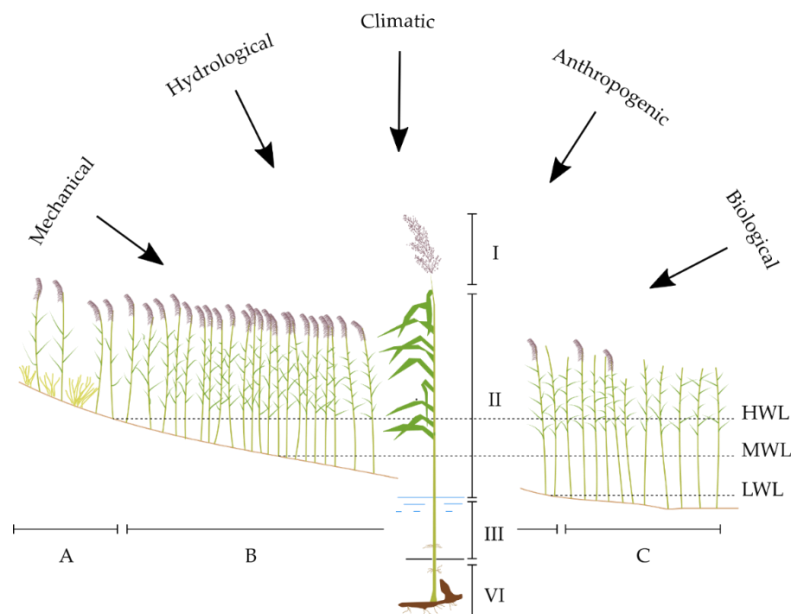 Climatic
Hydrological
Anthropogenic
Mechanical
Biological
I
II
HWL
MWL
LWL
III
A
B
C
VI